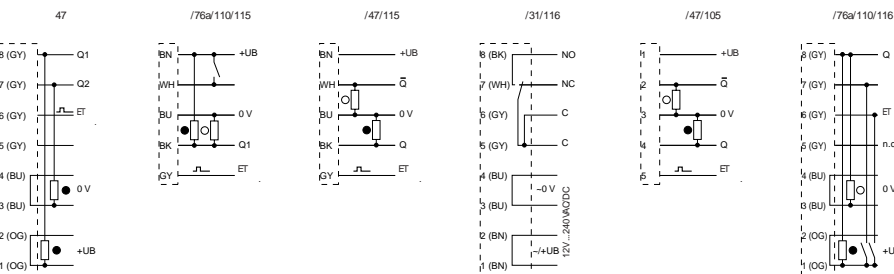 47
8 (GY) Q1
7 (GY) Q2
6 (GY) ET
5 (GY)
4 (BU)
0 V
3 (BU)
2 (OG)
+UB
1 (OG)
/76a/110/115
BN +UB
WH
BU 0 V
BK Q1
GY ET
/47/115
BN +UB
WH Q̅
BU 0 V
BK Q
GY ET
/31/116
8 (BK) NO
7 (WH) NC
6 (GY) C
5 (GY) C
4 (BU)
~0 V
3 (BU)
2 (BN)
~/+UB
1 (BN)
12V...240VAC/DC
/47/105
1 +UB
2 Q̅
3 0 V
4 Q
5 ET
/76a/110/116
8 (GY) Q
7 (GY)
6 (GY) ET
5 (GY) n.c
4 (BU)
0 V
3 (BU)
2 (OG)
+U
1 (OG)